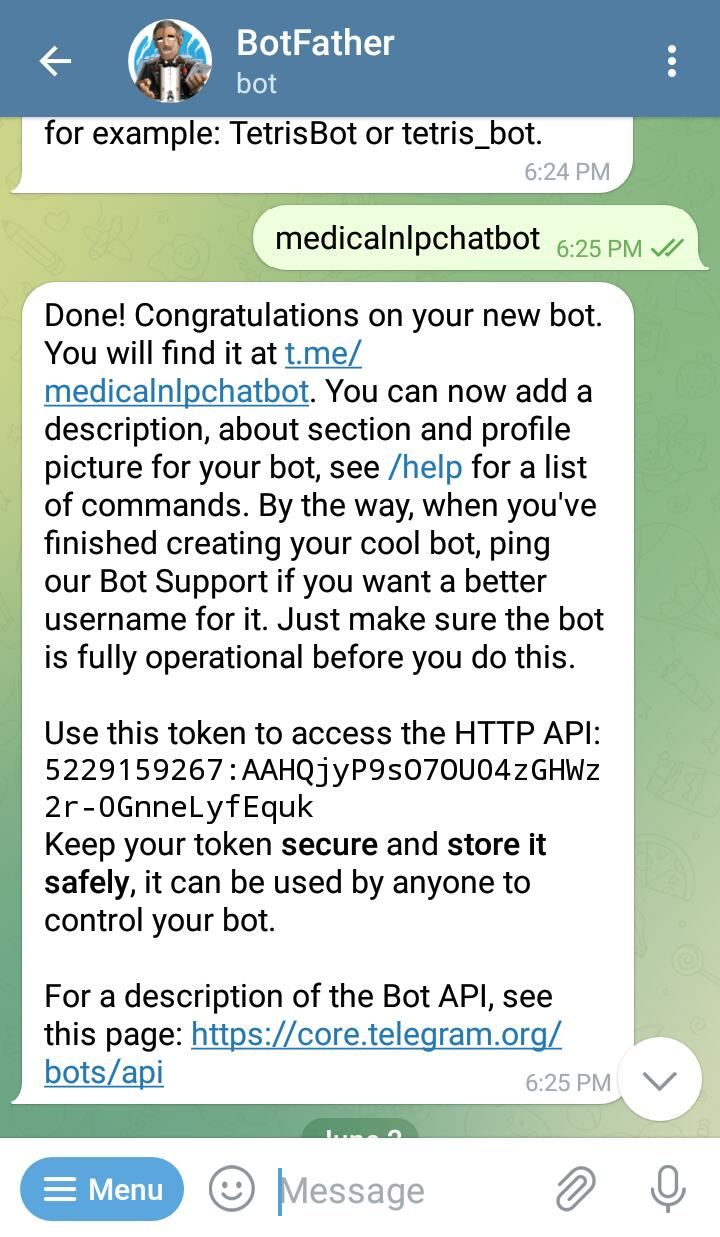 BotFather
bot
for example: TetrisBot or tetris_bot.
6:24 PM
medicalnlpchatbot 6:25 PM
Done! Congratulations on your new bot.
You will find it at t.me/
medicalnlpchatbot. You can now add a
description, about section and profile
picture for your bot, see /help for a list
of commands. By the way, when you've
finished creating your cool bot, ping
our Bot Support if you want a better
username for it. Just make sure the bot
is fully operational before you do this.
Use this token to access the HTTP API:
5229159267:AAHQjyP9sO7OU04zGHWz
2r-0GnneLyfEquk
Keep your token secure and store it
safely, it can be used by anyone to
control your bot.
For a description of the Bot API, see
this page: https://core.telegram.org/
bots/api
6:25 PM
Menu
Message